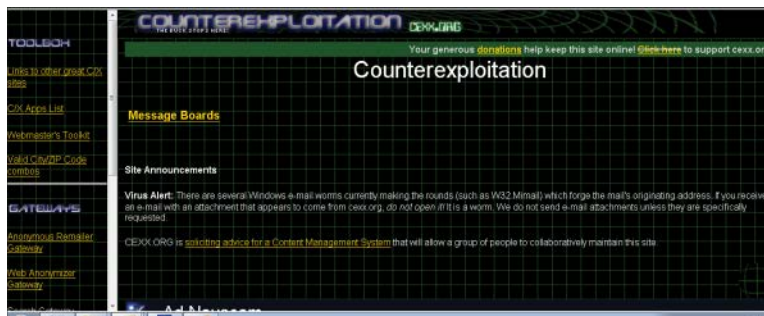 COUNTEREXPLOITATION CEXX.ORG
THE BUCK STOPS HERE!
Your generous donations help keep this site online! Click here to support cexx.or
TOOLBOX
Links to other great C/X
sites
C/X Apps List
Webmaster's Toolkit
Valid City/ZIP Code
combos
GATEWAYS
Anonymous Remailer
Gateway
Web Anonymizer
Gateway
Search Gateway
Counterexploitation
Message Boards
Site Announcements
Virus Alert: There are several Windows e-mail worms currently making the rounds (such as W32.Mimail) which forge the mail's originating address. If you receive
an e-mail with an attachment that appears to come from cexx.org, do not open it! It is a worm. We do not send e-mail attachments unless they are specifically
requested.
CEXX.ORG is soliciting advice for a Content Management System that will allow a group of people to collaboratively maintain this site.